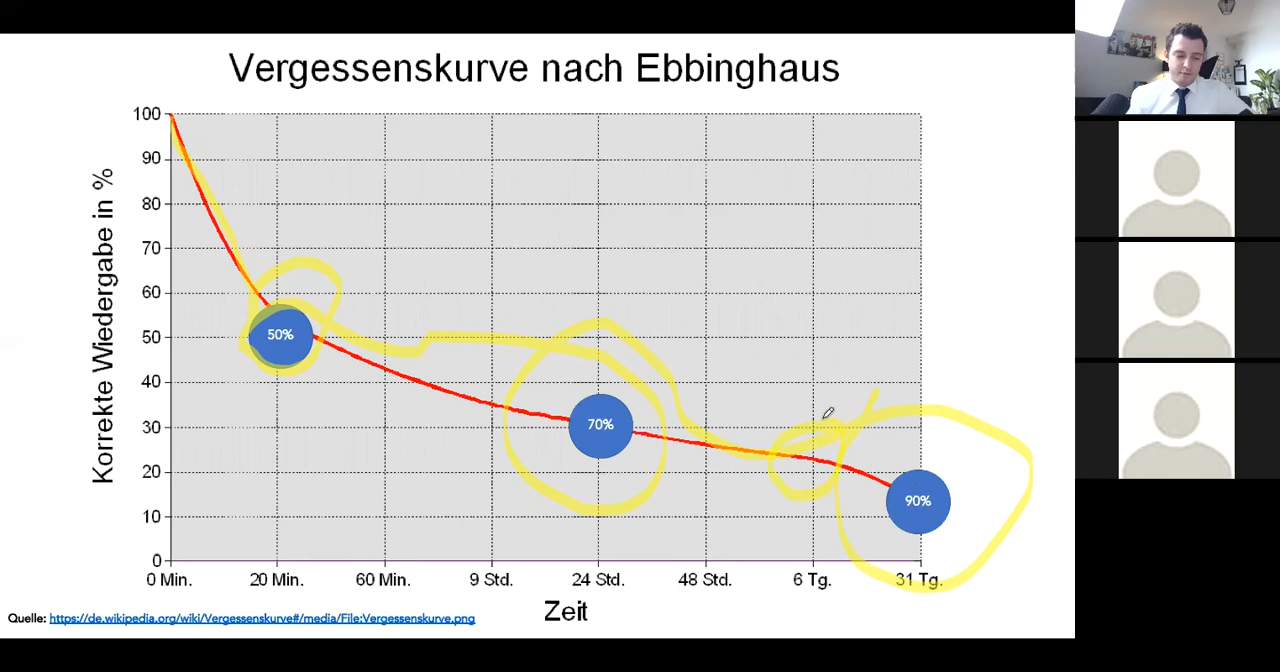 Vergessenskurve nach Ebbinghaus
Korrekte Wiedergabe in %
100
90
80
70
60
50
40
30
20
10
0
50%
70%
90%
0 Min.
20 Min.
60 Min.
9 Std.
24 Std.
48 Std.
6 Tg.
31 Tg.
Zeit
Quelle: https://de.wikipedia.org/wiki/Vergessenskurve#/media/File:Vergessenskurve.png